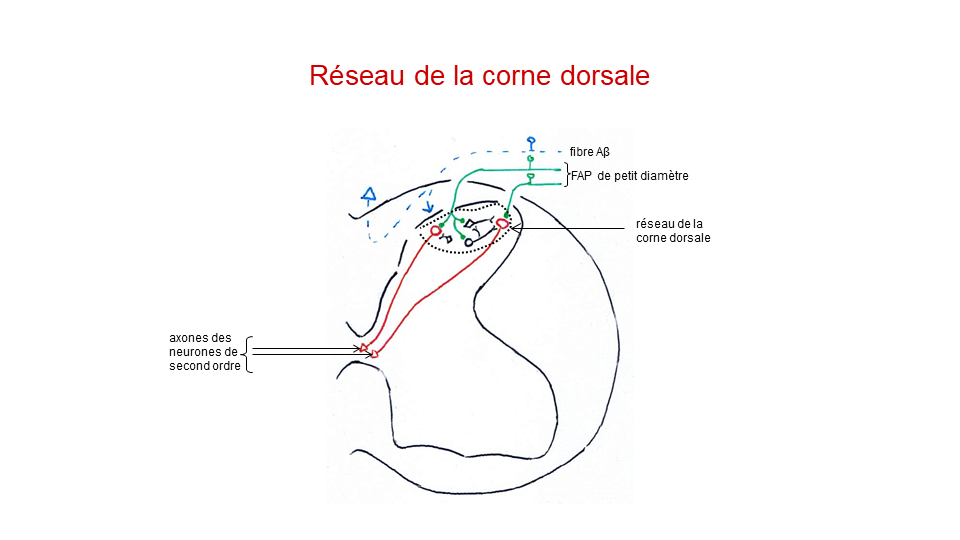 Réseau de la corne dorsale
fibre Aβ
FAP de petit diamètre
réseau de la
corne dorsale
axones des
neurones de
second ordre